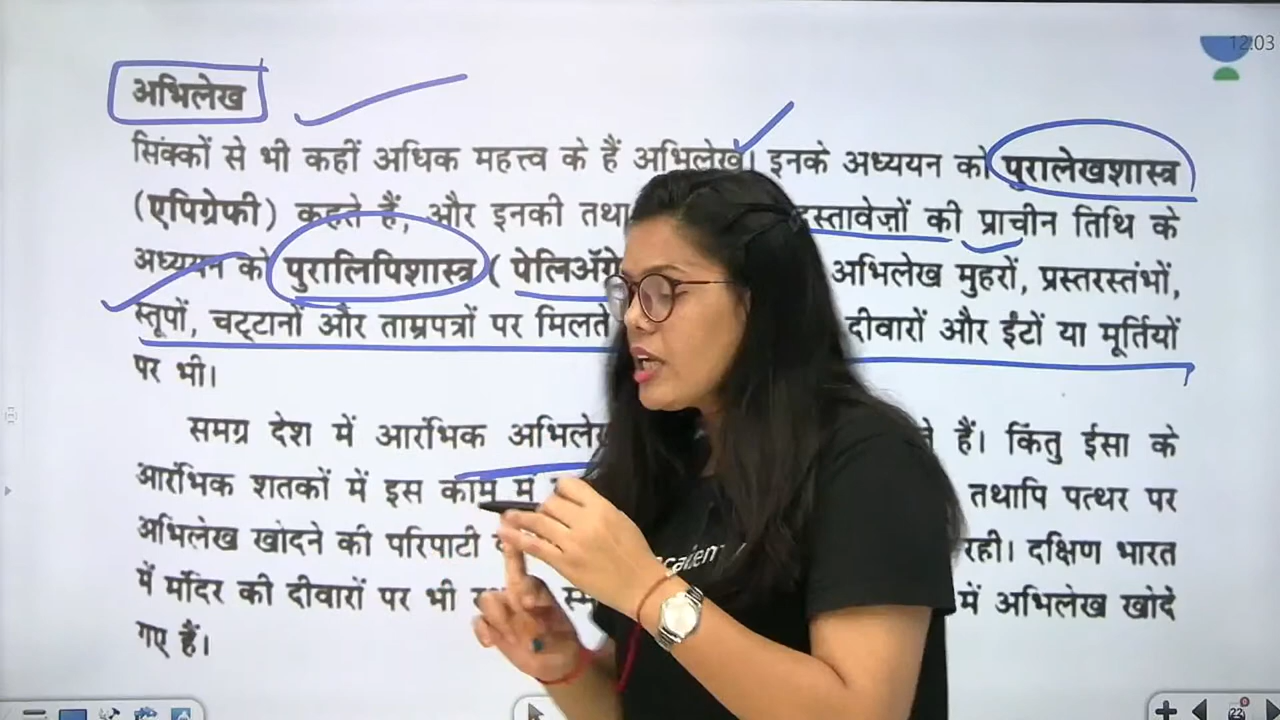 12:03
अभिलेख
सिक्कों से भी कहीं अधिक महत्त्व के हैं अभिलेख। इनके अध्ययन को पुरालेखशास्त्र
(एपिग्रेफी) कहते हैं, और इनकी तथा दस्तावेज़ों की प्राचीन तिथि के
अध्ययन को पुरालिपिशास्त्र ( अभिलेख मुहरों, प्रस्तरस्तंभों,
स्तूपों, चट्टानों और ताम्रपत्रों पर मिलते दीवारों और ईंटों या मूर्तियों
पर भी।
समग्र देश में आरंभिक हैं। किंतु ईसा के
आरंभिक शतकों में इस काम में तथापि पत्थर पर
अभिलेख खोदने की परिपाटी रही। दक्षिण भारत
में मंदिर की दीवारों पर भी में अभिलेख खोदे
गए हैं।